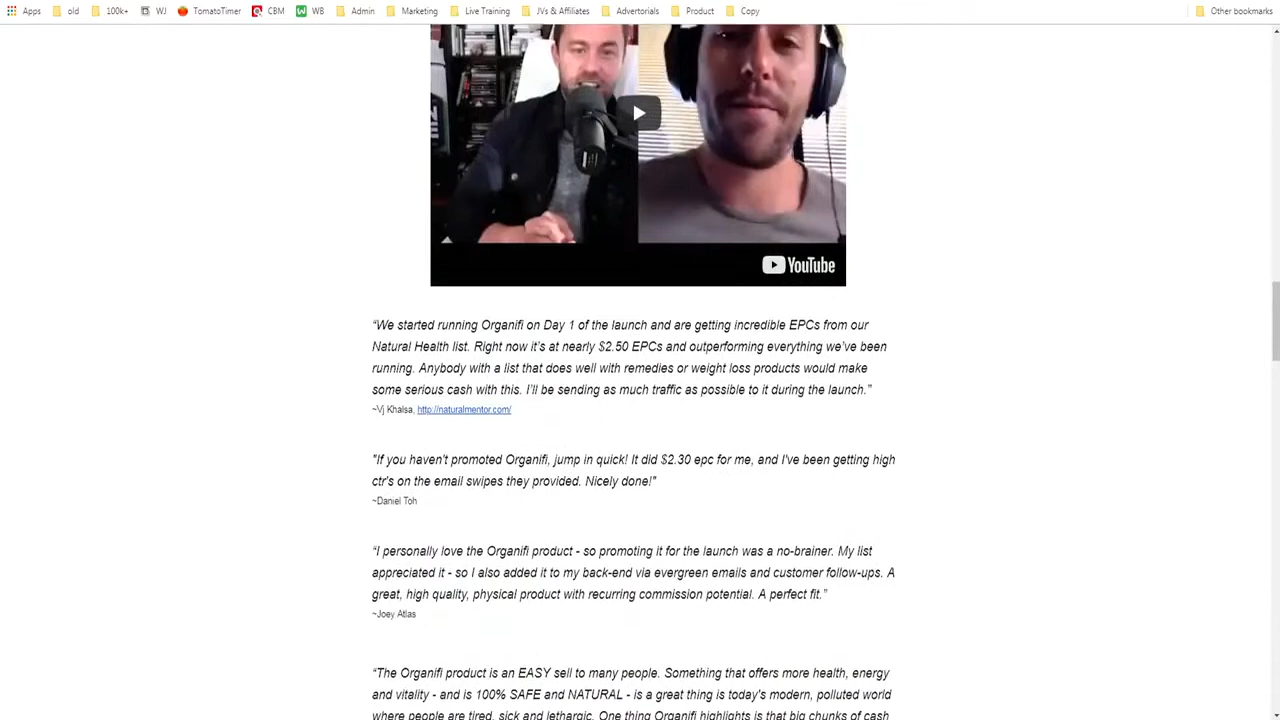 Apps old 100k+ WJ TomatoTimer CBM WB Admin Marketing Live Training JVs & Affiliates Advertorials Product Copy Other bookmarks
YouTube
“We started running Organifi on Day 1 of the launch and are getting incredible EPCs from our
Natural Health list. Right now it’s at nearly $2.50 EPCs and outperforming everything we’ve been
running. Anybody with a list that does well with remedies or weight loss products would make
some serious cash with this. I’ll be sending as much traffic as possible to it during the launch.”
~Vj Khalsa, http://naturalmentor.com/
"If you haven't promoted Organifi, jump in quick! It did $2.30 epc for me, and I've been getting high
ctr's on the email swipes they provided. Nicely done!"
~Daniel Toh
“I personally love the Organifi product - so promoting it for the launch was a no-brainer. My list
appreciated it - so I also added it to my back-end via evergreen emails and customer follow-ups. A
great, high quality, physical product with recurring commission potential. A perfect fit.”
~Joey Atlas
“The Organifi product is an EASY sell to many people. Something that offers more health, energy
and vitality - and is 100% SAFE and NATURAL - is a great thing is today's modern, polluted world
where people are tired, sick and lethargic. One thing Organifi highlights is that big chunks of cash